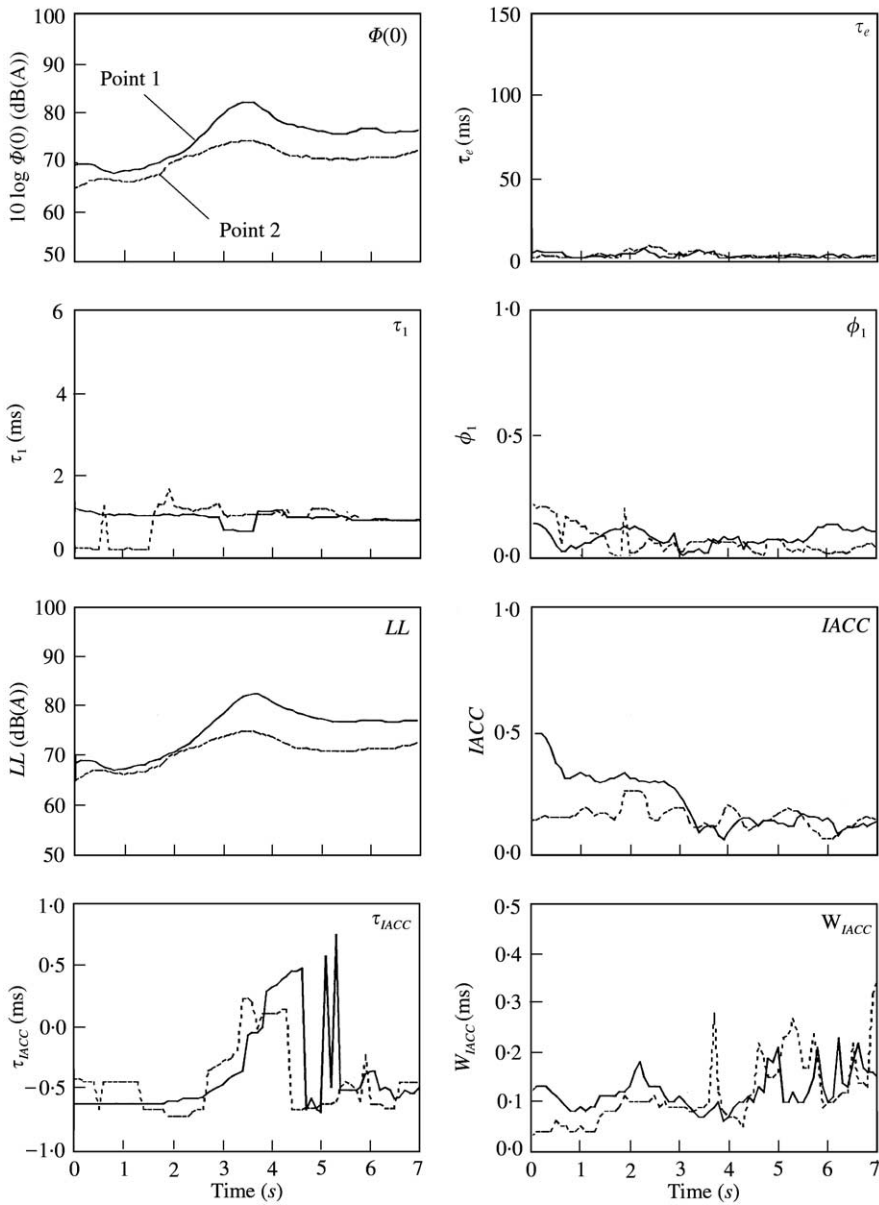 Φ(0)
100
90
80
70
60
50
10 log Φ(0) (dB(A))
Point 1
Point 2
τe
150
100
50
0
τe (ms)
τ1
6
4
2
0
τ1 (ms)
ϕ1
1·0
0·5
0·0
ϕ1
LL
100
90
80
70
60
50
LL (dB(A))
IACC
1·0
0·5
0·0
IACC
τIACC
1·0
0·5
0·0
−0·5
−1·0
τIACC (ms)
0 1 2 3 4 5 6 7
Time (s)
WIACC
0·5
0·4
0·3
0·2
0·1
0·0
WIACC (ms)
0 1 2 3 4 5 6 7
Time (s)